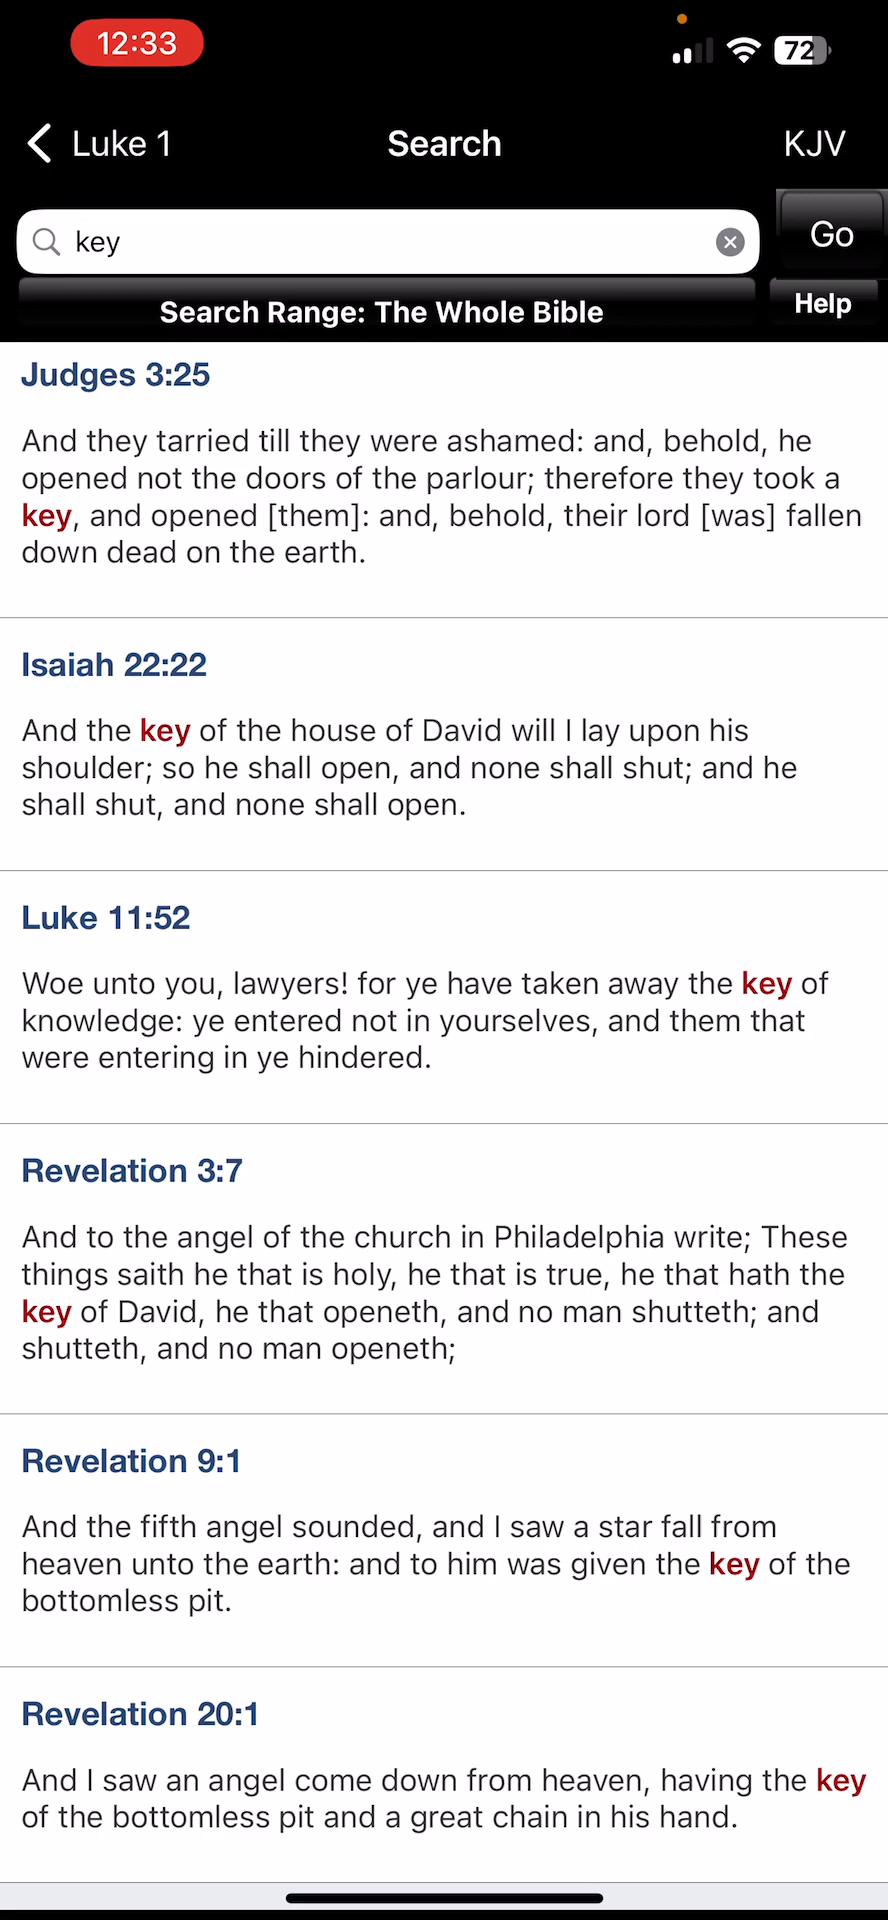 12:33
72
Luke 1
Search
KJV
key
Go
Search Range: The Whole Bible
Help
Judges 3:25
And they tarried till they were ashamed: and, behold, he
opened not the doors of the parlour; therefore they took a
key, and opened [them]: and, behold, their lord [was] fallen
down dead on the earth.
Isaiah 22:22
And the key of the house of David will I lay upon his
shoulder; so he shall open, and none shall shut; and he
shall shut, and none shall open.
Luke 11:52
Woe unto you, lawyers! for ye have taken away the key of
knowledge: ye entered not in yourselves, and them that
were entering in ye hindered.
Revelation 3:7
And to the angel of the church in Philadelphia write; These
things saith he that is holy, he that is true, he that hath the
key of David, he that openeth, and no man shutteth; and
shutteth, and no man openeth;
Revelation 9:1
And the fifth angel sounded, and I saw a star fall from
heaven unto the earth: and to him was given the key of the
bottomless pit.
Revelation 20:1
And I saw an angel come down from heaven, having the key
of the bottomless pit and a great chain in his hand.